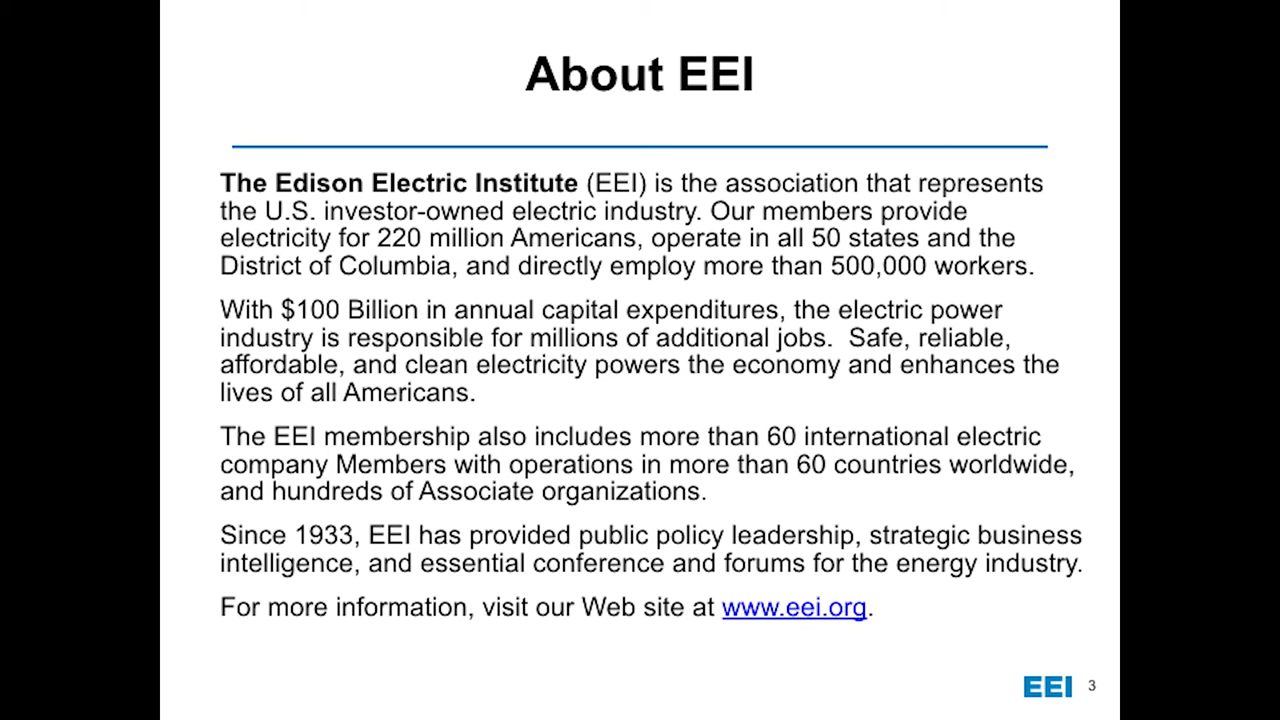 About EEI
The Edison Electric Institute (EEI) is the association that represents
the U.S. investor-owned electric industry. Our members provide
electricity for 220 million Americans, operate in all 50 states and the
District of Columbia, and directly employ more than 500,000 workers.
With $100 Billion in annual capital expenditures, the electric power
industry is responsible for millions of additional jobs.  Safe, reliable,
affordable, and clean electricity powers the economy and enhances the
lives of all Americans.
The EEI membership also includes more than 60 international electric
company Members with operations in more than 60 countries worldwide,
and hundreds of Associate organizations.
Since 1933, EEI has provided public policy leadership, strategic business
intelligence, and essential conference and forums for the energy industry.
For more information, visit our Web site at www.eei.org.
EEI 3